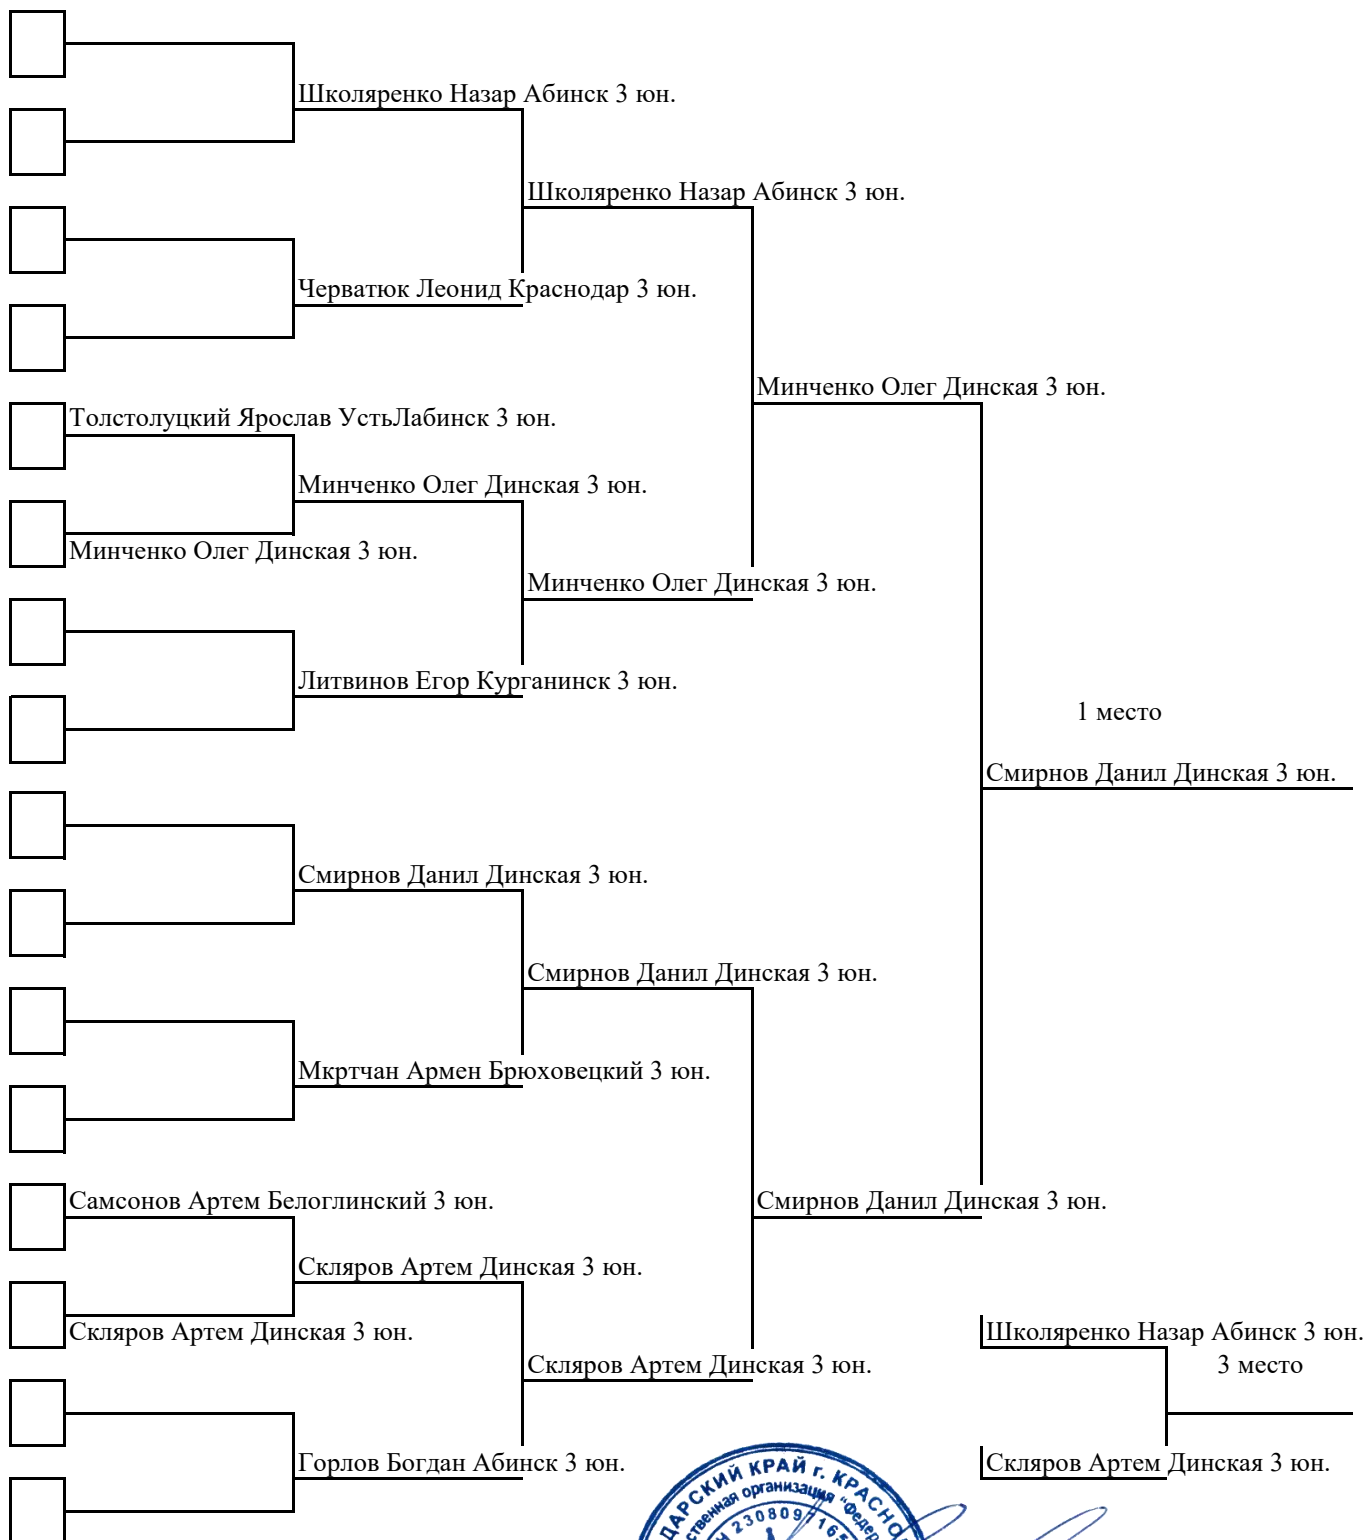 Школяренко Назар Абинск 3 юн.
Школяренко Назар Абинск 3 юн.
Черватюк Леонид Краснодар 3 юн.
Минченко Олег Динская 3 юн.
Толстолуцкий Ярослав УстьЛабинск 3 юн.
Минченко Олег Динская 3 юн.
Минченко Олег Динская 3 юн.
Минченко Олег Динская 3 юн.
Литвинов Егор Курганинск 3 юн.
1 место
Смирнов Данил Динская 3 юн.
Смирнов Данил Динская 3 юн.
Смирнов Данил Динская 3 юн.
Мкртчан Армен Брюховецкий 3 юн.
Самсонов Артем Белоглинский 3 юн.
Смирнов Данил Динская 3 юн.
Скляров Артем Динская 3 юн.
Скляров Артем Динская 3 юн.
Школяренко Назар Абинск 3 юн.
Скляров Артем Динская 3 юн.
3 место
Горлов Богдан Абинск 3 юн.
Скляров Артем Динская 3 юн.
КРАЙ г.
организация